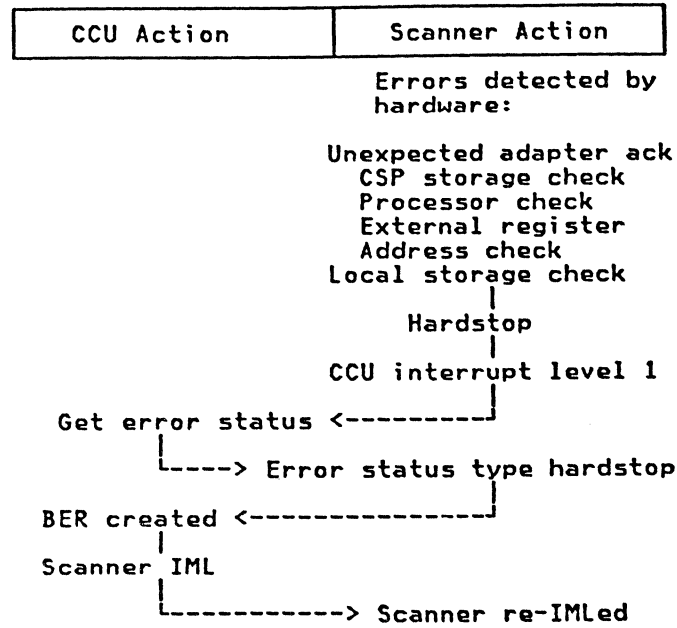 CCU Action
Scanner Action
Errors detected by
hardware:
Unexpected adapter ack
CSP storage check
Processor check
External register
Address check
Local storage check
Hardstop
CCU interrupt level 1
Get error status <----------
----> Error status type hardstop
BER created <----------------
Scanner IML
------------> Scanner re-IMLed